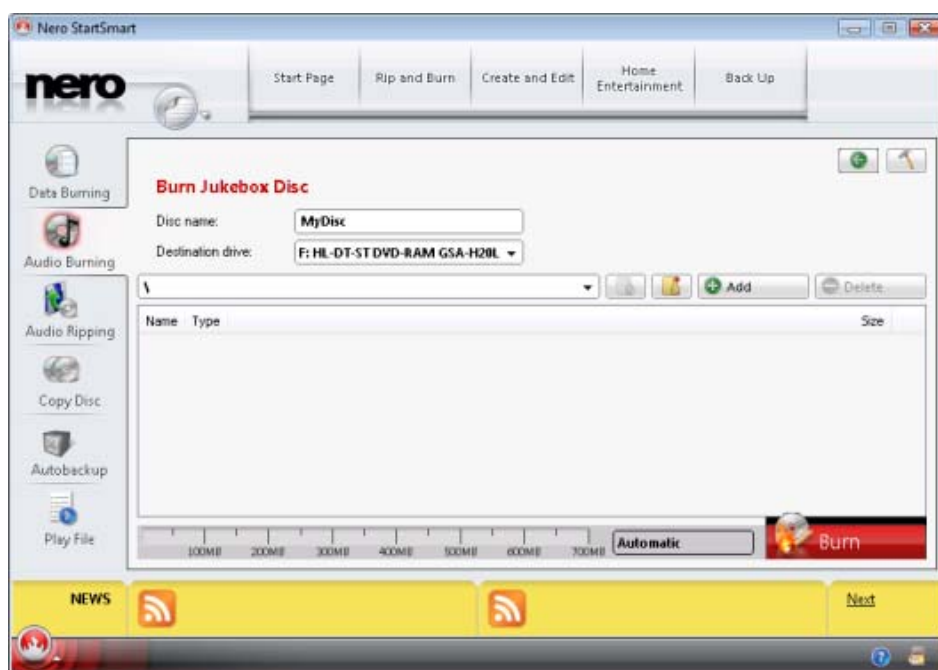 Nero StartSmart
nero
Start Page
Rip and Burn
Create and Edit
Home
Entertainment
Back Up
Data Burning
Audio Burning
Audio Ripping
Copy Disc
Autobackup
Play File
Burn Jukebox Disc
Disc name: MyDisc
Destination drive: F: HL-DT-ST DVD-RAM GSA-H20L
\
Add
Delete
Name Type Size
100MB 200MB 300MB 400MB 500MB 600MB 700MB
Automatic
Burn
NEWS
Next